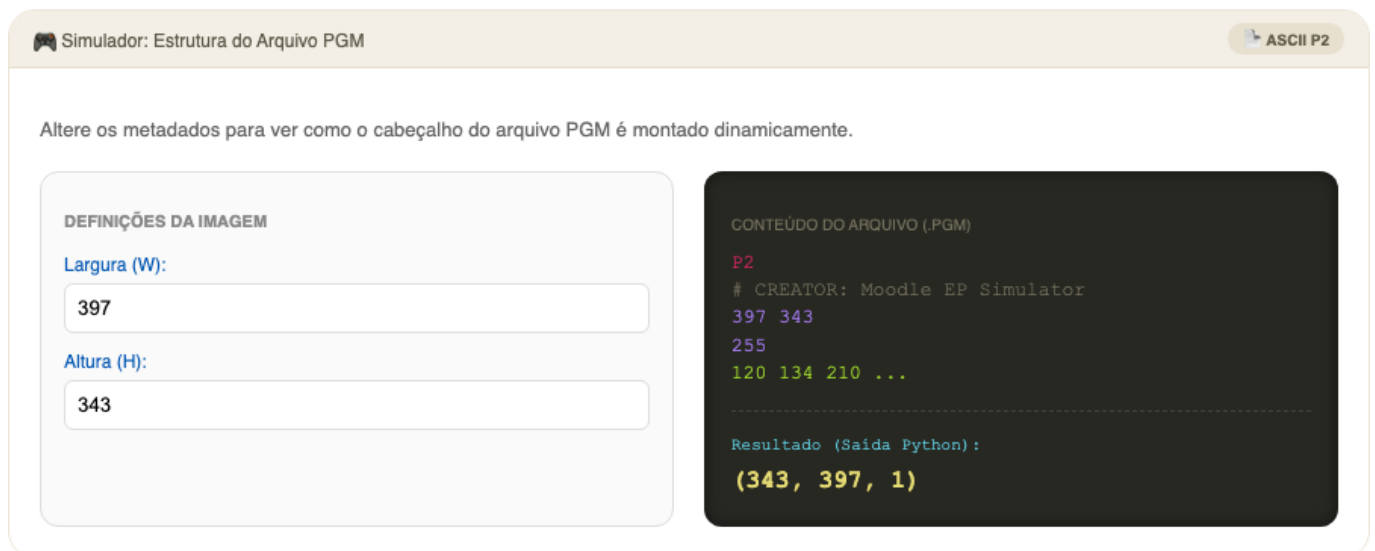 🎮 Simulador: Estrutura do Arquivo PGM
📄 ASCII P2
Altere os metadados para ver como o cabeçalho do arquivo PGM é montado dinamicamente.
DEFINIÇÕES DA IMAGEM
Largura (W):
397
Altura (H):
343
CONTEÚDO DO ARQUIVO (.PGM)
P2
# CREATOR: Moodle EP Simulator
397 343
255
120 134 210 ...
Resultado (Saída Python):
(343, 397, 1)